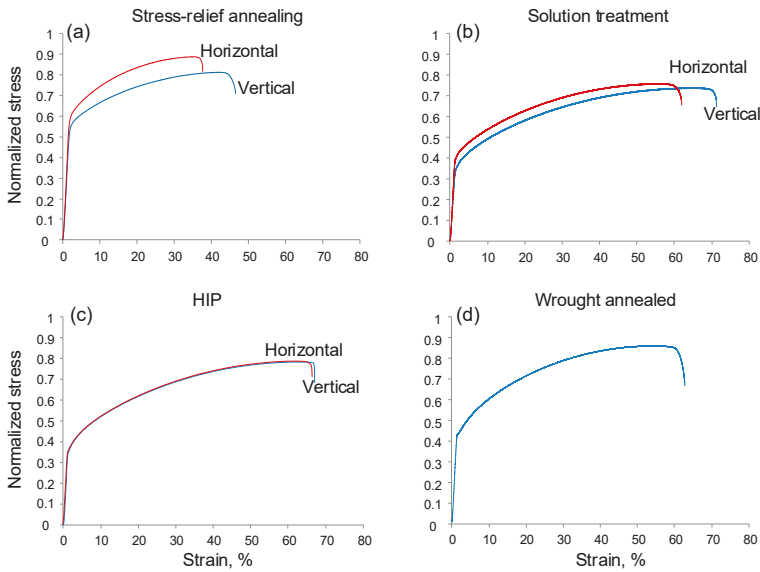 Stress-relief annealing
(a)
Horizontal
Vertical
Normalized stress
1
0.9
0.8
0.7
0.6
0.5
0.4
0.3
0.2
0.1
0
0 10 20 30 40 50 60 70 80
Solution treatment
(b)
Horizontal
Vertical
1
0.9
0.8
0.7
0.6
0.5
0.4
0.3
0.2
0.1
0
0 10 20 30 40 50 60 70 80
HIP
(c)
Horizontal
Vertical
Normalized stress
1
0.9
0.8
0.7
0.6
0.5
0.4
0.3
0.2
0.1
0
0 10 20 30 40 50 60 70 80
Strain, %
Wrought annealed
(d)
1
0.9
0.8
0.7
0.6
0.5
0.4
0.3
0.2
0.1
0
0 10 20 30 40 50 60 70 80
Strain, %